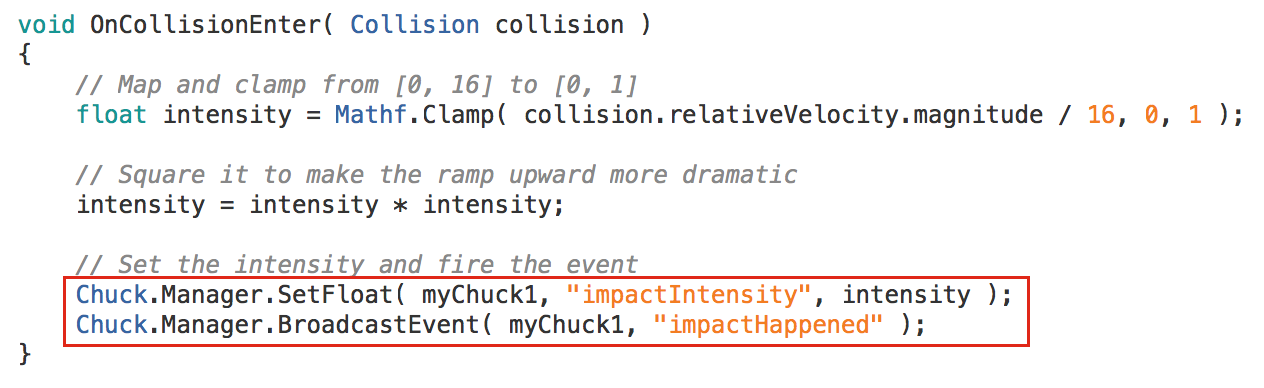 void OnCollisionEnter( Collision collision )
{
    // Map and clamp from [0, 16] to [0, 1]
    float intensity = Mathf.Clamp( collision.relativeVelocity.magnitude / 16, 0, 1 );

    // Square it to make the ramp upward more dramatic
    intensity = intensity * intensity;

    // Set the intensity and fire the event
    Chuck.Manager.SetFloat( myChuck1, "impactIntensity", intensity );
    Chuck.Manager.BroadcastEvent( myChuck1, "impactHappened" );
}